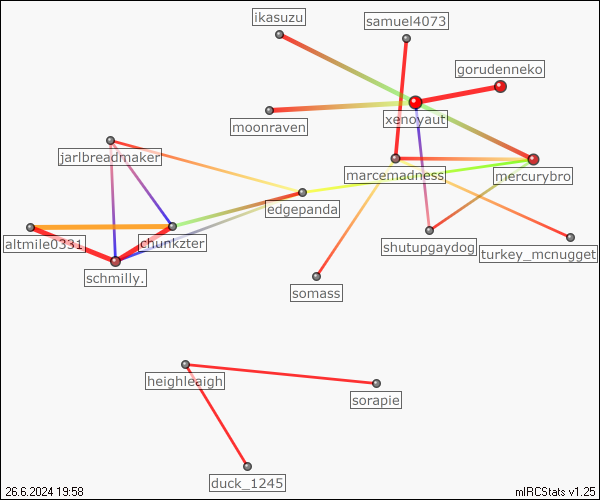 ikasuzu
samuel4073
gorudenneko
xenoyaut
moonraven
jarlbreadmaker
marcemadness
mercurybro
edgepanda
altmile0331
chunkzter
shutupgaydog
turkey_mcnugget
schmilly.
somass
heighleaigh
sorapie
duck_1245
26.6.2024 19:58
mIRCStats v1.25